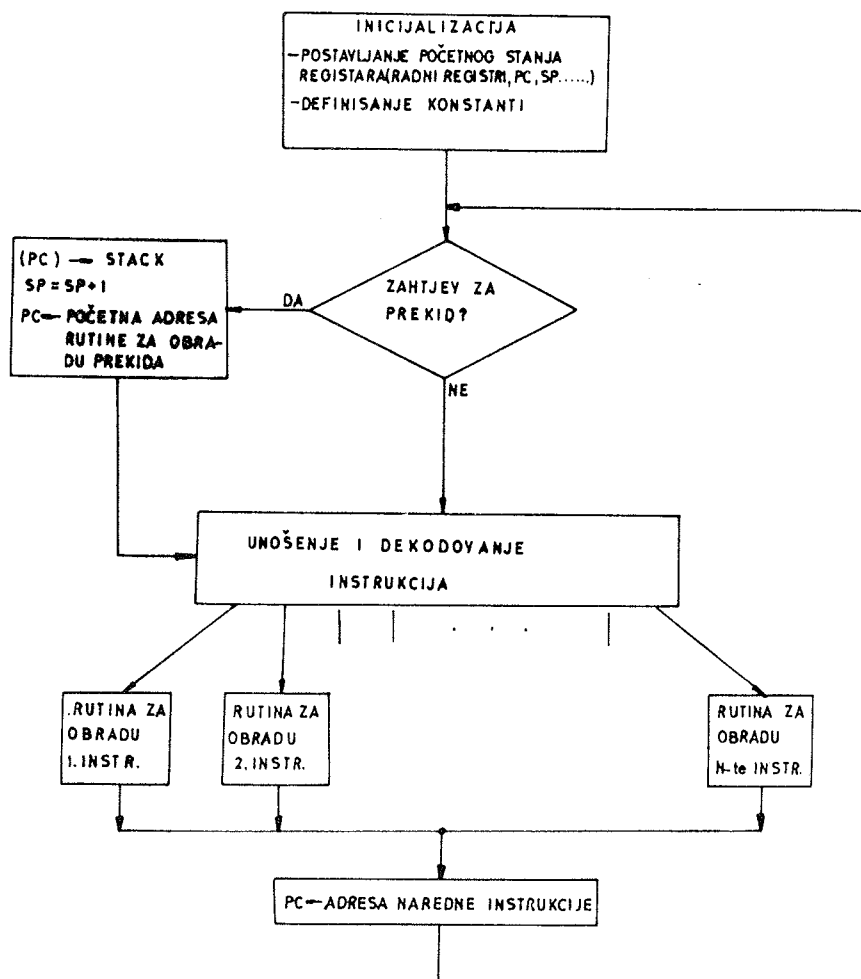 INICIJALIZACIJA
-POSTAVLJANJE POČETNOG STANJA
REGISTARA(RADNI REGISTRI, PC, SP......)
-DEFINISANJE KONSTANTI
(PC) → STACK
SP = SP+1
PC← POČETNA ADRESA
RUTINE ZA OBRA-
DU PREKIDA
DA
ZAHTJEV ZA
PREKID?
NE
UNOŠENJE I DEKODOVANJE
INSTRUKCIJA
. . .
.RUTINA ZA
OBRADU
1. INSTR.
RUTINA ZA
OBRADU
2. INSTR.
RUTINA ZA
OBRADU
N-te INSTR.
PC←ADRESA NAREDNE INSTRUKCIJE